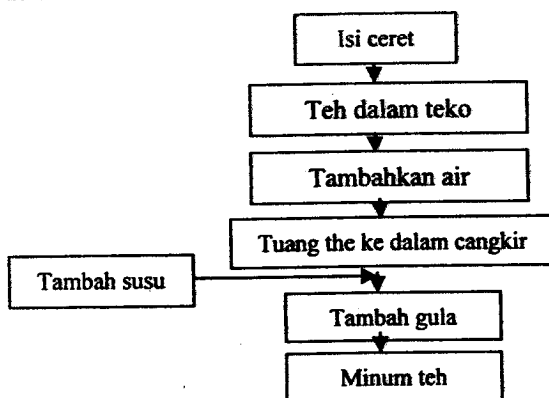 Isi ceret
Teh dalam teko
Tambahkan air
Tuang the ke dalam cangkir
Tambah susu
Tambah gula
Minum teh